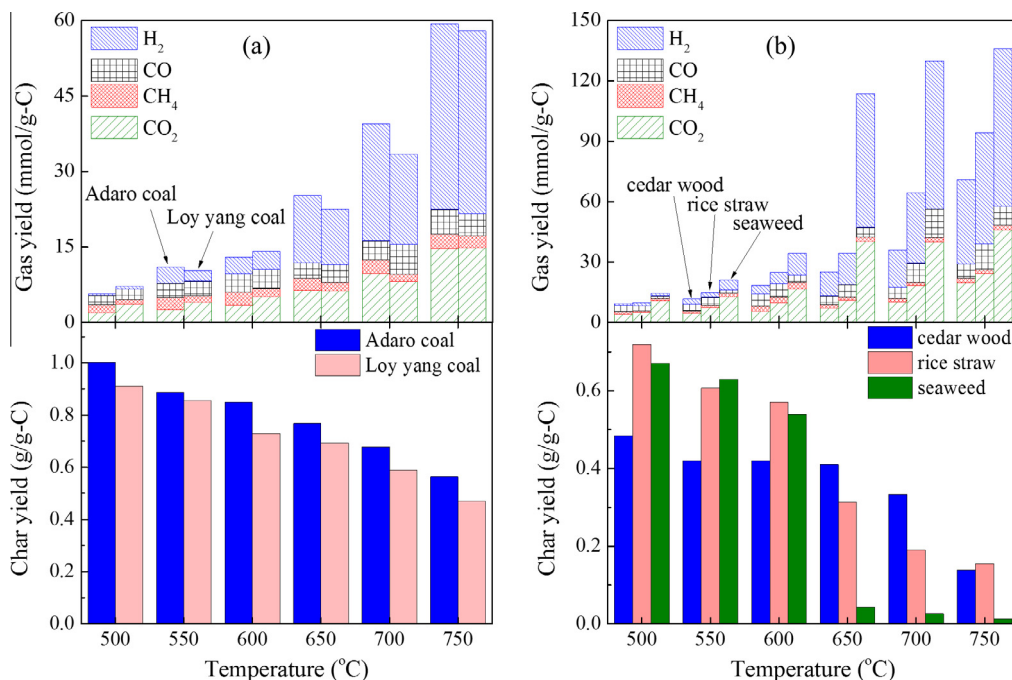 (a)
H₂
CO
CH₄
CO₂
Adaro coal
Loy yang coal
Gas yield (mmol/g-C)
60
45
30
15
0
Adaro coal
Loy yang coal
Char yield (g/g-C)
1.0
0.8
0.6
0.4
0.2
0.0
500 550 600 650 700 750
Temperature (°C)
(b)
H₂
CO
CH₄
CO₂
cedar wood
rice straw
seaweed
Gas yield (mmol/g-C)
150
120
90
60
30
0
cedar wood
rice straw
seaweed
Char yield (g/g-C)
0.6
0.4
0.2
0.0
500 550 600 650 700 750
Temperature (°C)